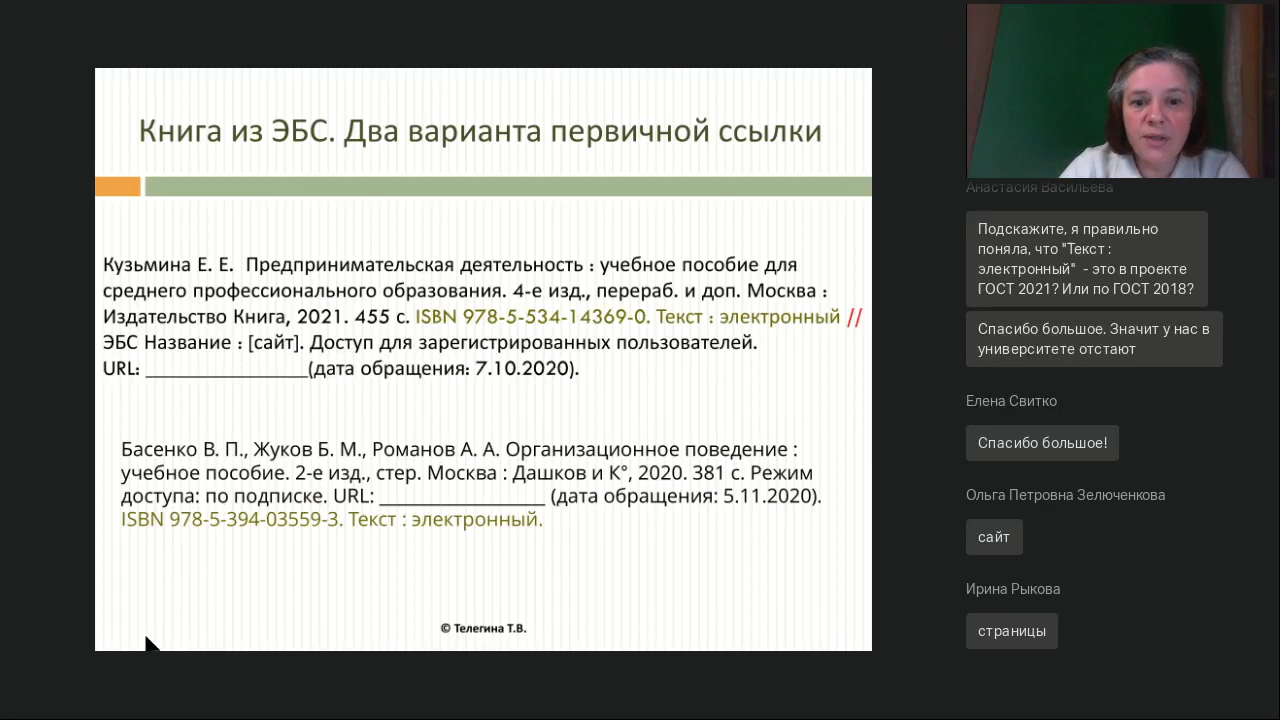 Книга из ЭБС. Два варианта первичной ссылки
Кузьмина Е. Е. Предпринимательская деятельность : учебное пособие для
среднего профессионального образования. 4-е изд., перераб. и доп. Москва :
Издательство Книга, 2021. 455 с. ISBN 978-5-534-14369-0. Текст : электронный //
ЭБС Название : [сайт]. Доступ для зарегистрированных пользователей.
URL: _________________(дата обращения: 7.10.2020).
Басенко В. П., Жуков Б. М., Романов А. А. Организационное поведение :
учебное пособие. 2-е изд., стер. Москва : Дашков и К°, 2020. 381 с. Режим
доступа: по подписке. URL: _________________ (дата обращения: 5.11.2020).
ISBN 978-5-394-03559-3. Текст : электронный.
© Телегина Т.В.
Анастасия Васильева
Подскажите, я правильно
поняла, что "Текст :
электронный" - это в проекте
ГОСТ 2021? Или по ГОСТ 2018?
Спасибо большое. Значит у нас в
университете отстают
Елена Свитко
Спасибо большое!
Ольга Петровна Зелюченкова
сайт
Ирина Рыкова
страницы